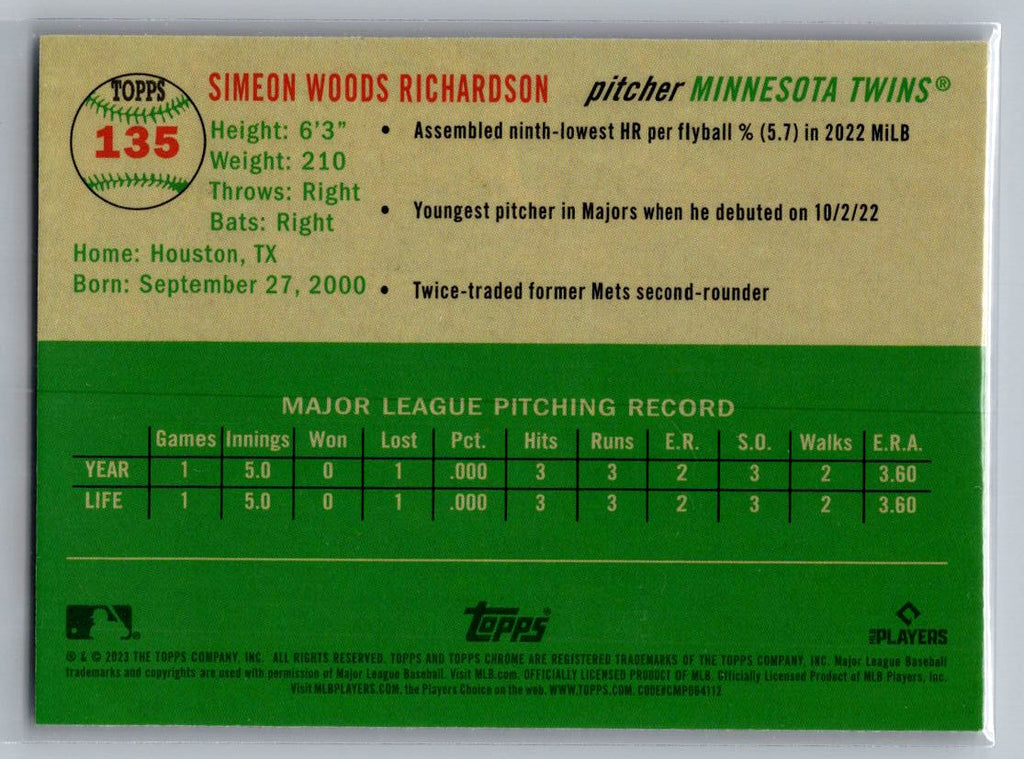 TOPPS
135
SIMEON WOODS RICHARDSON
pitcher MINNESOTA TWINS®
Height: 6'3"
Weight: 210
Throws: Right
Bats: Right
Home: Houston, TX
Born: September 27, 2000
• Assembled ninth-lowest HR per flyball % (5.7) in 2022 MiLB
• Youngest pitcher in Majors when he debuted on 10/2/22
• Twice-traded former Mets second-rounder
MAJOR LEAGUE PITCHING RECORD
Games Innings Won Lost Pct. Hits Runs E.R. S.O. Walks E.R.A.
YEAR 1 5.0 0 1 .000 3 3 2 3 2 3.60
LIFE 1 5.0 0 1 .000 3 3 2 3 2 3.60
Topps®
PLAYERS
® & © 2023 THE TOPPS COMPANY, INC. ALL RIGHTS RESERVED. TOPPS AND TOPPS CHROME ARE REGISTERED TRADEMARKS OF THE TOPPS COMPANY, INC. Major League Baseball
trademarks and copyrights are used with permission of Major League Baseball. Visit MLB.com. OFFICIALLY LICENSED PRODUCT OF MLB Players, Inc.
Visit MLBPLAYERS.COM, the Players Choice on the web. WWW.TOPPS.COM. CODE#CMP084112